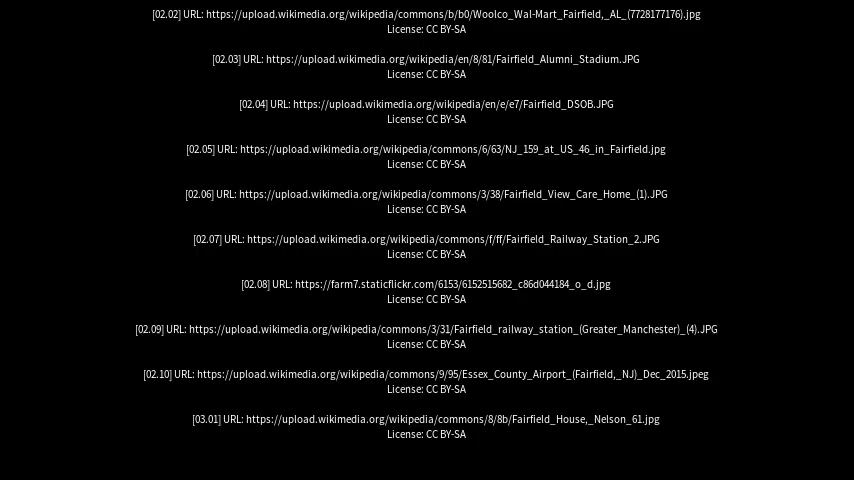 [02.02] URL: https://upload.wikimedia.org/wikipedia/commons/b/b0/Woolco_Wal-Mart_Fairfield,_AL_(7728177176).jpg
License: CC BY-SA
[02.03] URL: https://upload.wikimedia.org/wikipedia/en/8/81/Fairfield_Alumni_Stadium.JPG
License: CC BY-SA
[02.04] URL: https://upload.wikimedia.org/wikipedia/en/e/e7/Fairfield_DSOB.JPG
License: CC BY-SA
[02.05] URL: https://upload.wikimedia.org/wikipedia/commons/6/63/NJ_159_at_US_46_in_Fairfield.jpg
License: CC BY-SA
[02.06] URL: https://upload.wikimedia.org/wikipedia/commons/3/38/Fairfield_View_Care_Home_(1).JPG
License: CC BY-SA
[02.07] URL: https://upload.wikimedia.org/wikipedia/commons/f/ff/Fairfield_Railway_Station_2.JPG
License: CC BY-SA
[02.08] URL: https://farm7.staticflickr.com/6153/6152515682_c86d044184_o_d.jpg
License: CC BY-SA
[02.09] URL: https://upload.wikimedia.org/wikipedia/commons/3/31/Fairfield_railway_station_(Greater_Manchester)_(4).JPG
License: CC BY-SA
[02.10] URL: https://upload.wikimedia.org/wikipedia/commons/9/95/Essex_County_Airport_(Fairfield,_NJ)_Dec_2015.jpeg
License: CC BY-SA
[03.01] URL: https://upload.wikimedia.org/wikipedia/commons/8/8b/Fairfield_House,_Nelson_61.jpg
License: CC BY-SA